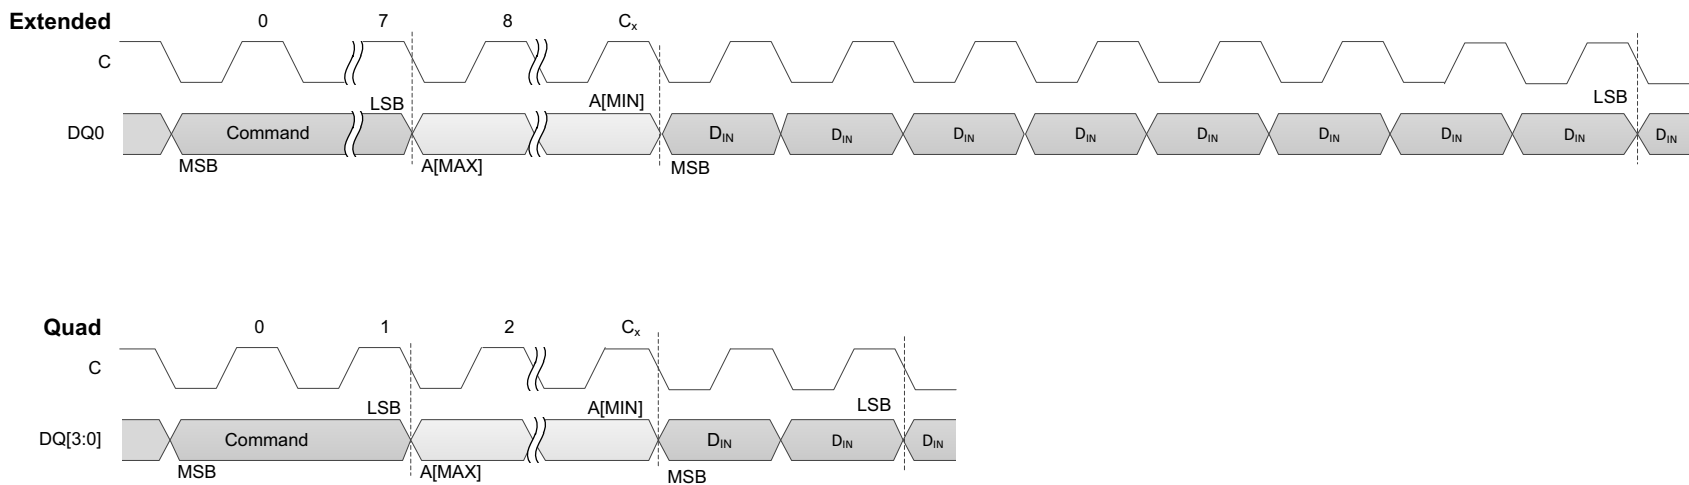 Extended
0 7 8 Cx
C
LSB A[MIN] LSB
DQ0 Command DIN DIN DIN DIN DIN DIN DIN DIN DIN
MSB A[MAX] MSB
Quad
0 1 2 Cx
C
LSB A[MIN] LSB
DQ[3:0] Command DIN DIN DIN
MSB A[MAX] MSB